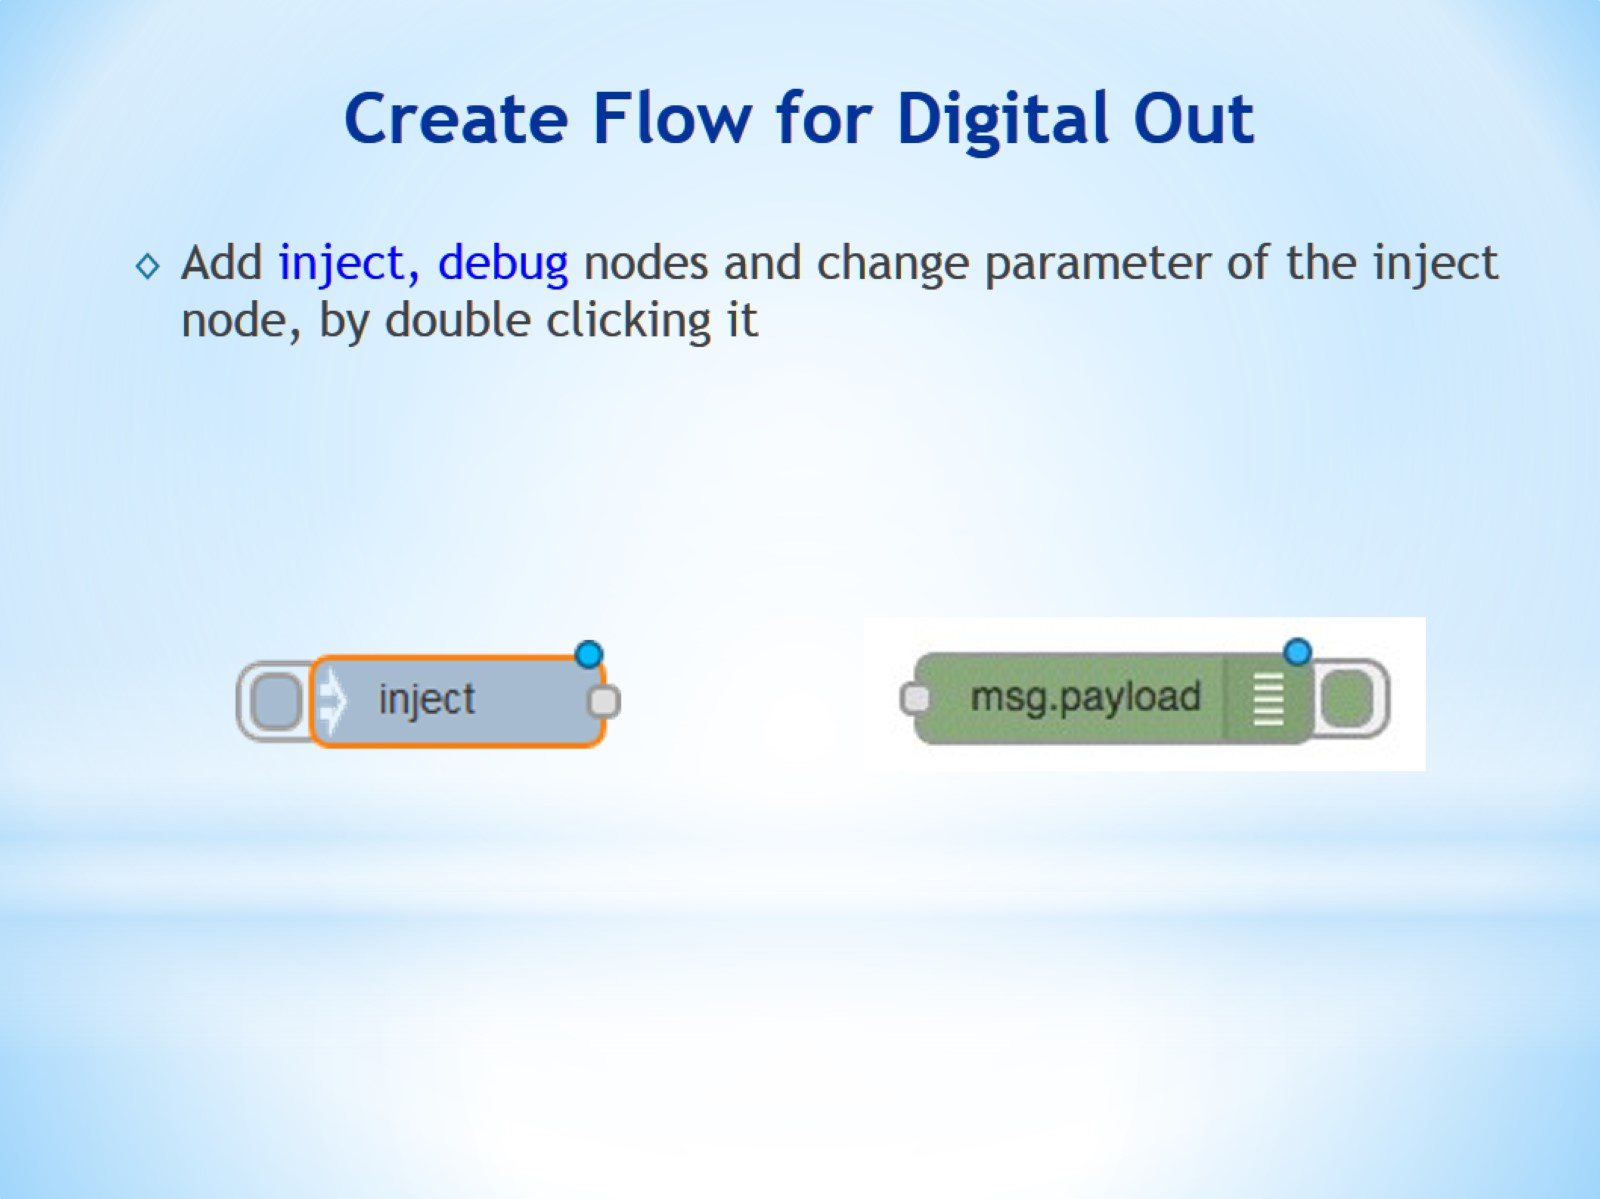 Create Flow for Digital Out
Add inject, debug nodes and change parameter of the inject
node, by double clicking it
inject
msg.payload